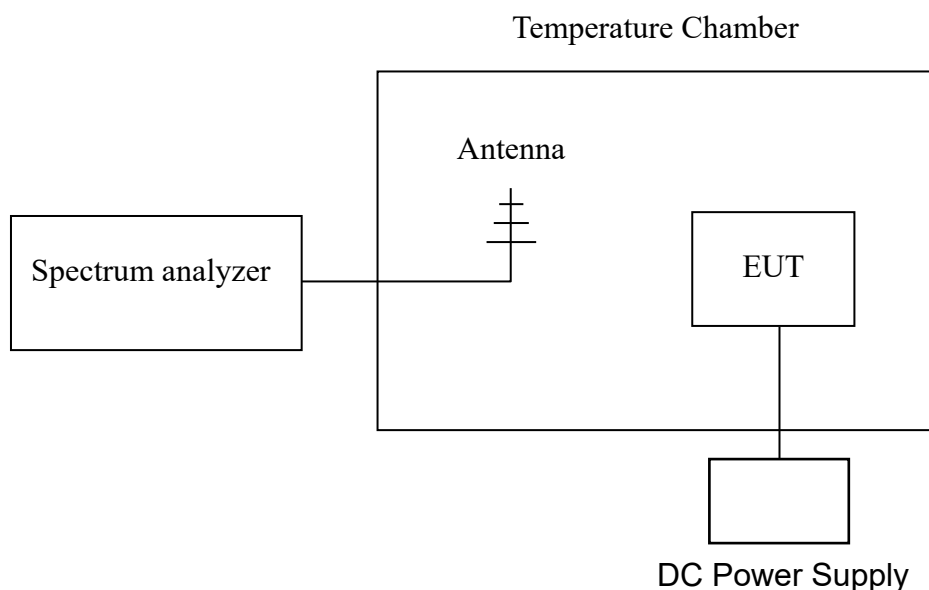 Temperature Chamber
Antenna
Spectrum analyzer
EUT
DC Power Supply